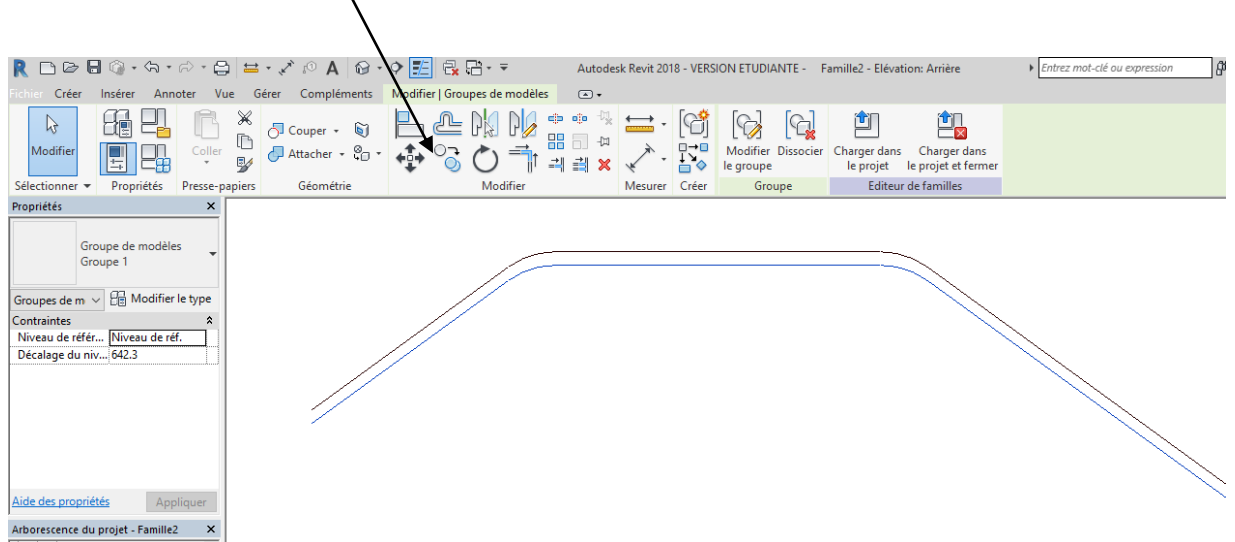 R A Autodesk Revit 2018 - VERSION ETUDIANTE - Famille2 - Elévation: Arrière Entrez mot-clé ou expression
Fichier Créer Insérer Annoter Vue Gérer Compléments Modifier | Groupes de modèles
Modifier Coller Couper Attacher Modifier le groupe Dissocier Charger dans le projet Charger dans le projet et fermer
Sélectionner Propriétés Presse-papiers Géométrie Modifier Mesurer Créer Groupe Editeur de familles
Propriétés X
Groupe de modèles
Groupe 1
Groupes de m Modifier le type
Contraintes
Niveau de référ... Niveau de réf.
Décalage du niv... 642.3
Aide des propriétés Appliquer
Arborescence du projet - Famille2 X